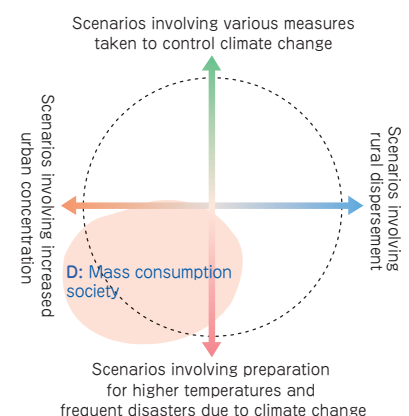 Scenarios involving various measures
taken to control climate change
Scenarios involving increased
urban concentration
Scenarios involving
rural dispersement
D: Mass consumption
society
Scenarios involving preparation
for higher temperatures and
frequent disasters due to climate change